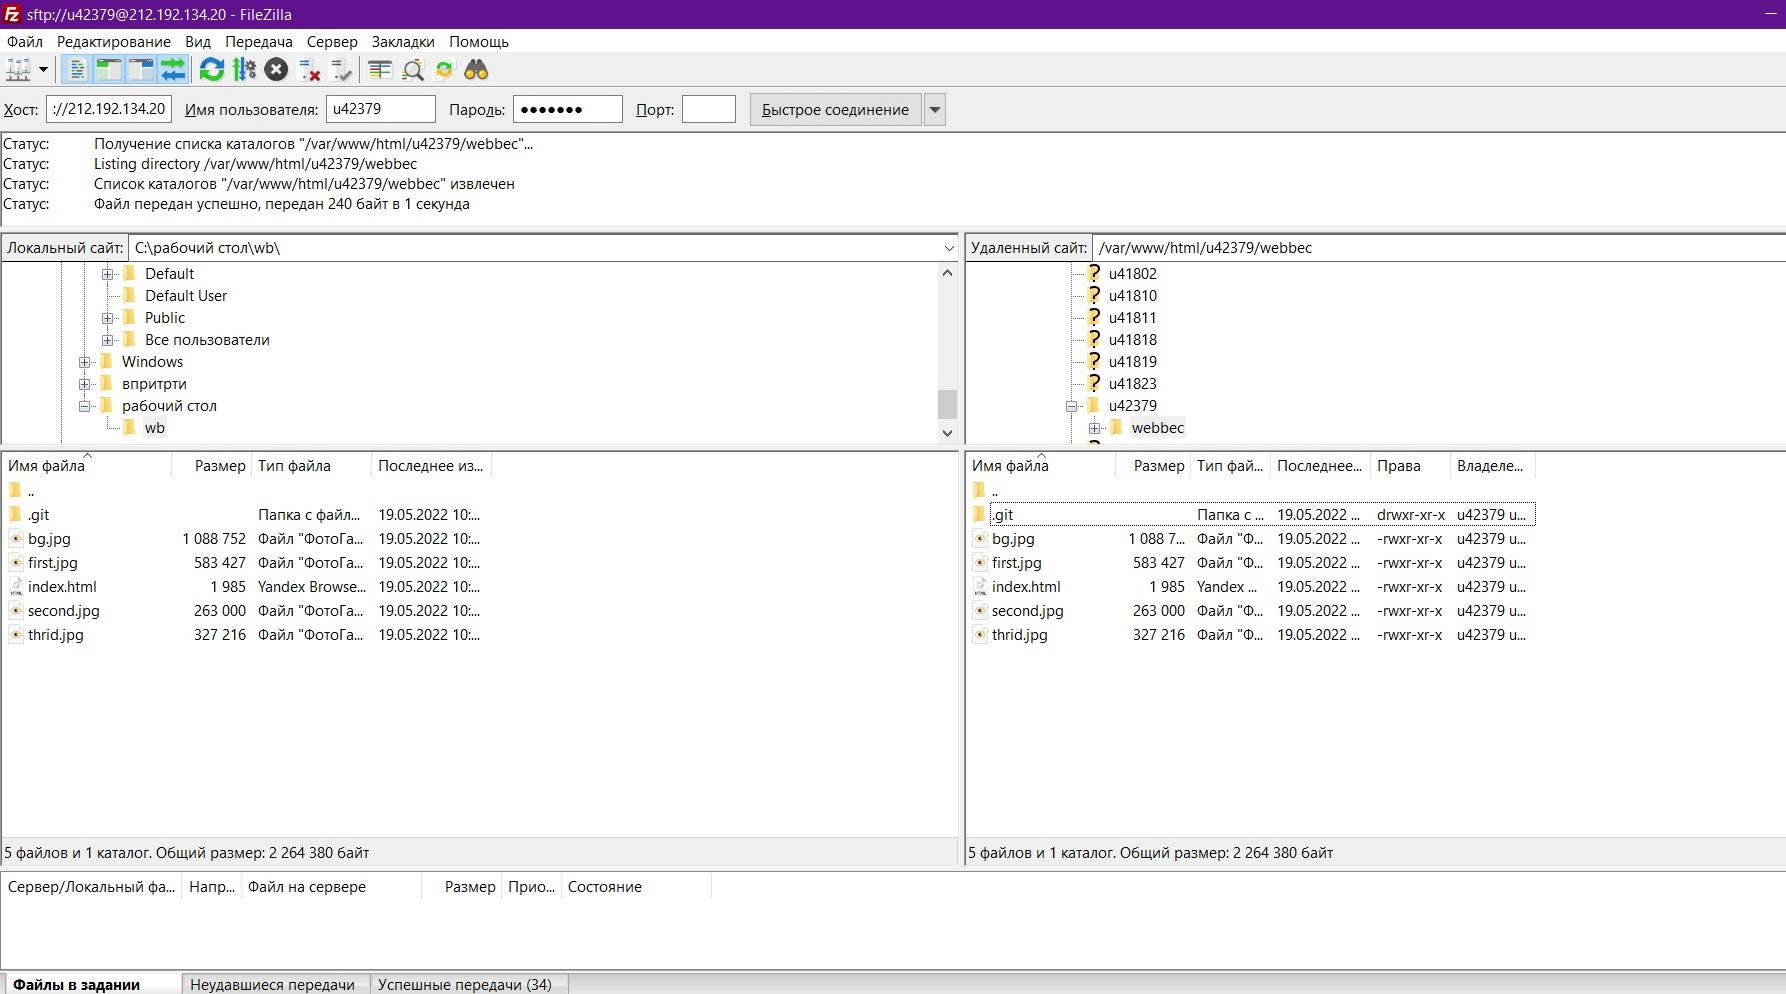 sftp://u42379@212.192.134.20 - FileZilla
Файл Редактирование Вид Передача Сервер Закладки Помощь
Хост: ://212.192.134.20 Имя пользователя: u42379 Пароль: ●●●●●●● Порт: Быстрое соединение
Статус: Получение списка каталогов "/var/www/html/u42379/webbec"...
Статус: Listing directory /var/www/html/u42379/webbec
Статус: Список каталогов "/var/www/html/u42379/webbec" извлечен
Статус: Файл передан успешно, передан 240 байт в 1 секунда
Локальный сайт: C:\рабочий стол\wb\
Default
Default User
Public
Все пользователи
Windows
впритрти
рабочий стол
wb
Удаленный сайт: /var/www/html/u42379/webbec
u41802
u41810
u41811
u41818
u41819
u41823
u42379
webbec
Имя файла Размер Тип файла Последнее из...
..
.git Папка с файл... 19.05.2022 10:...
bg.jpg 1 088 752 Файл "ФотоГа... 19.05.2022 10:...
first.jpg 583 427 Файл "ФотоГа... 19.05.2022 10:...
index.html 1 985 Yandex Browse... 19.05.2022 10:...
second.jpg 263 000 Файл "ФотоГа... 19.05.2022 10:...
thrid.jpg 327 216 Файл "ФотоГа... 19.05.2022 10:...
5 файлов и 1 каталог. Общий размер: 2 264 380 байт
Имя файла Размер Тип фай... Последнее... Права Владеле...
..
.git Папка с ... 19.05.2022 ... drwxr-xr-x u42379 u...
bg.jpg 1 088 7... Файл "Ф... 19.05.2022 ... -rwxr-xr-x u42379 u...
first.jpg 583 427 Файл "Ф... 19.05.2022 ... -rwxr-xr-x u42379 u...
index.html 1 985 Yandex ... 19.05.2022 ... -rwxr-xr-x u42379 u...
second.jpg 263 000 Файл "Ф... 19.05.2022 ... -rwxr-xr-x u42379 u...
thrid.jpg 327 216 Файл "Ф... 19.05.2022 ... -rwxr-xr-x u42379 u...
5 файлов и 1 каталог. Общий размер: 2 264 380 байт
Сервер/Локальный фа... Напр... Файл на сервере Размер Прио... Состояние
Файлы в задании Неудавшиеся передачи Успешные передачи (34)